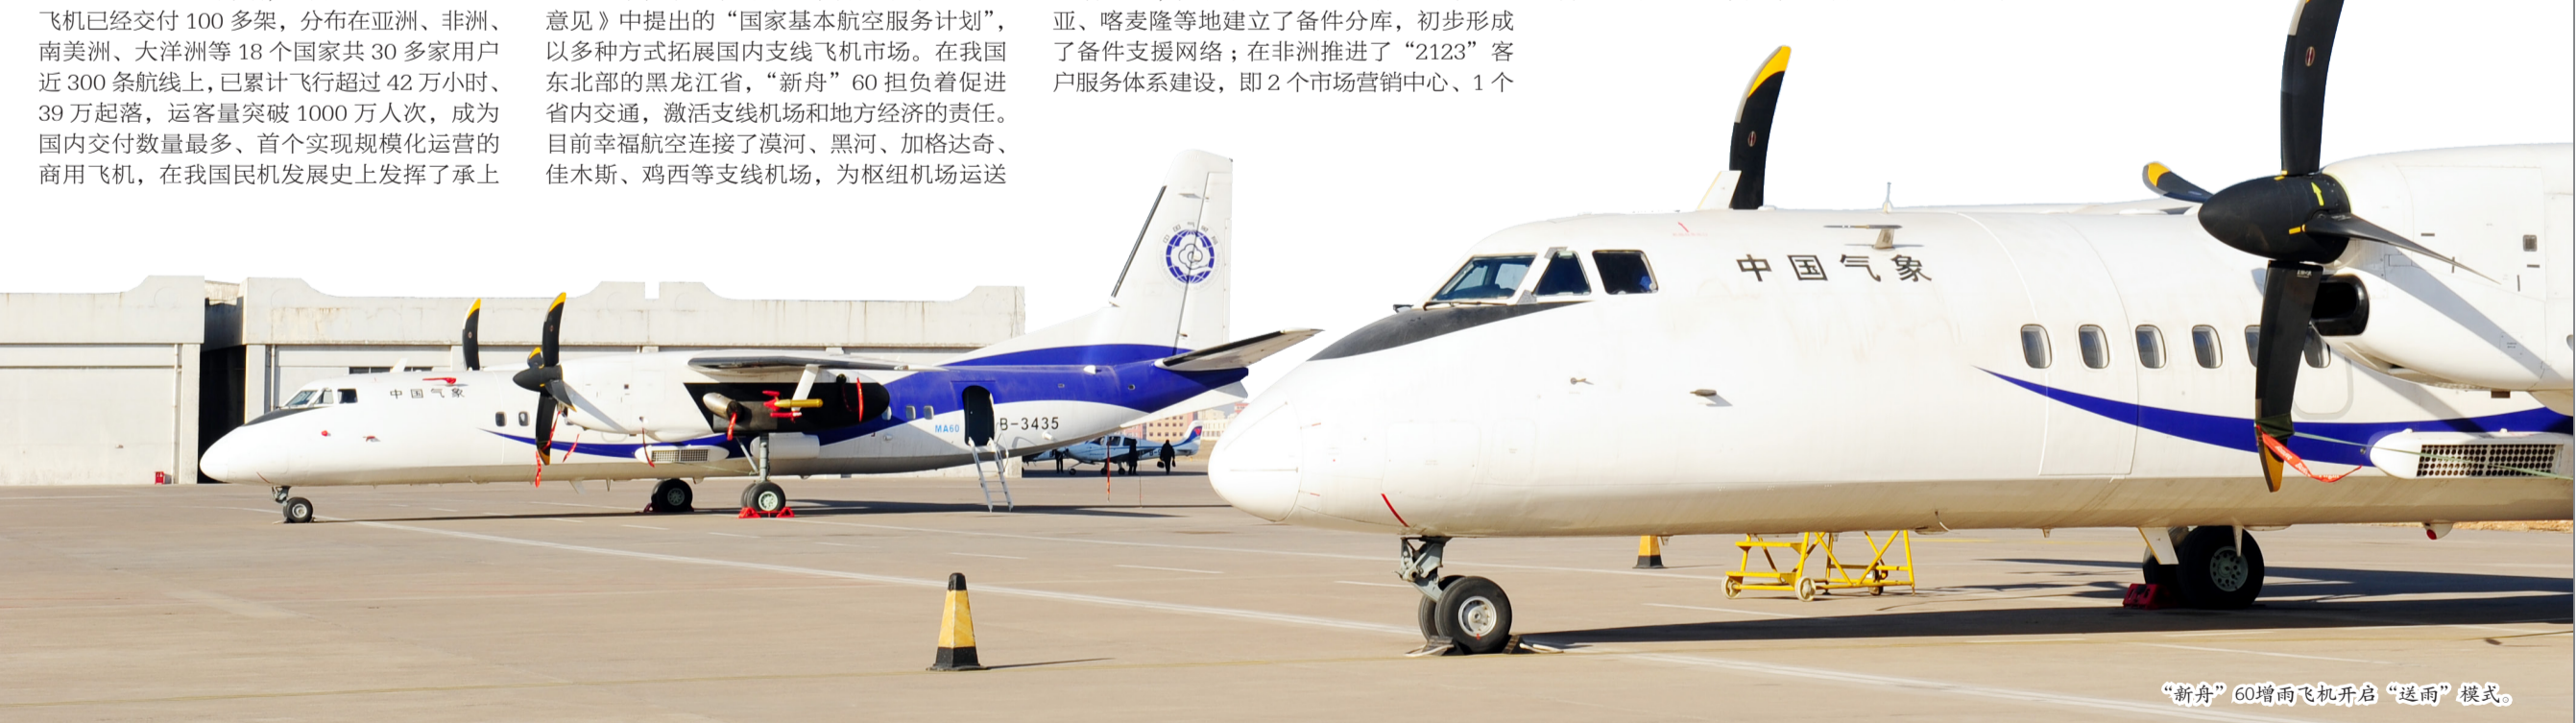 飞机已经交付 100 多架，分布在亚洲、非洲、
南美洲、大洋洲等 18 个国家共 30 多家用户
近 300 条航线上，已累计飞行超过 42 万小时、
39 万起落，运客量突破 1000 万人次，成为
国内交付数量最多、首个实现规模化运营的
商用飞机，在我国民机发展史上发挥了承上
意见》中提出的“国家基本航空服务计划”，
以多种方式拓展国内支线飞机市场。在我国
东北部的黑龙江省，“新舟”60 担负着促进
省内交通，激活支线机场和地方经济的责任。
目前幸福航空连接了漠河、黑河、加格达奇、
佳木斯、鸡西等支线机场，为枢纽机场运送
亚、喀麦隆等地建立了备件分库，初步形成
了备件支援网络；在非洲推进了“2123”客
户服务体系建设，即 2 个市场营销中心、1 个
中国气象
中国气象
MA60
B-3435
“新舟”60增雨飞机开启“送雨”模式。